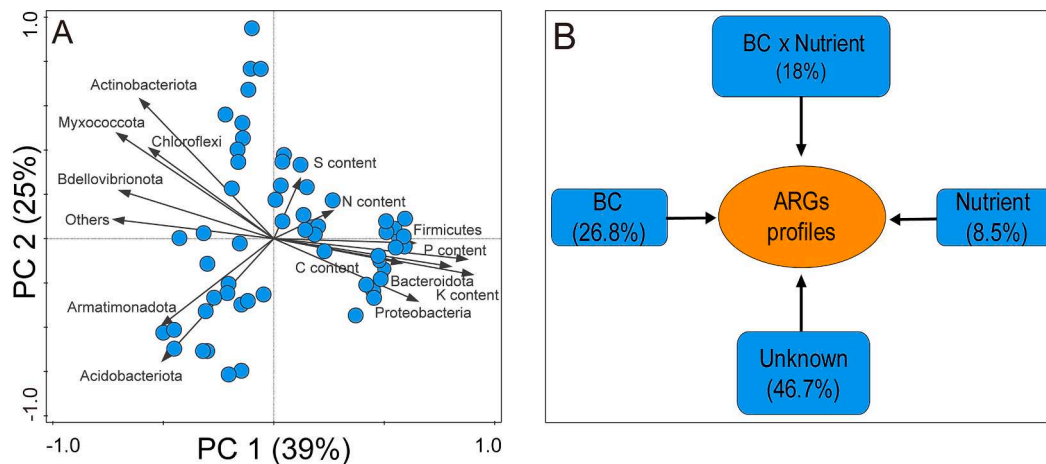 A
1.0
Actinobacteriota
Myxococcota
Chloroflexi
S content
Bdellovibrionota
N content
Others
Firmicutes
P content
C content
Bacteroidota
K content
Armatimonadota
Proteobacteria
Acidobacteriota
PC 2 (25%)
-1.0
-1.0
PC 1 (39%)
1.0
B
BC x Nutrient
(18%)
BC
(26.8%)
ARGs
profiles
Nutrient
(8.5%)
Unknown
(46.7%)